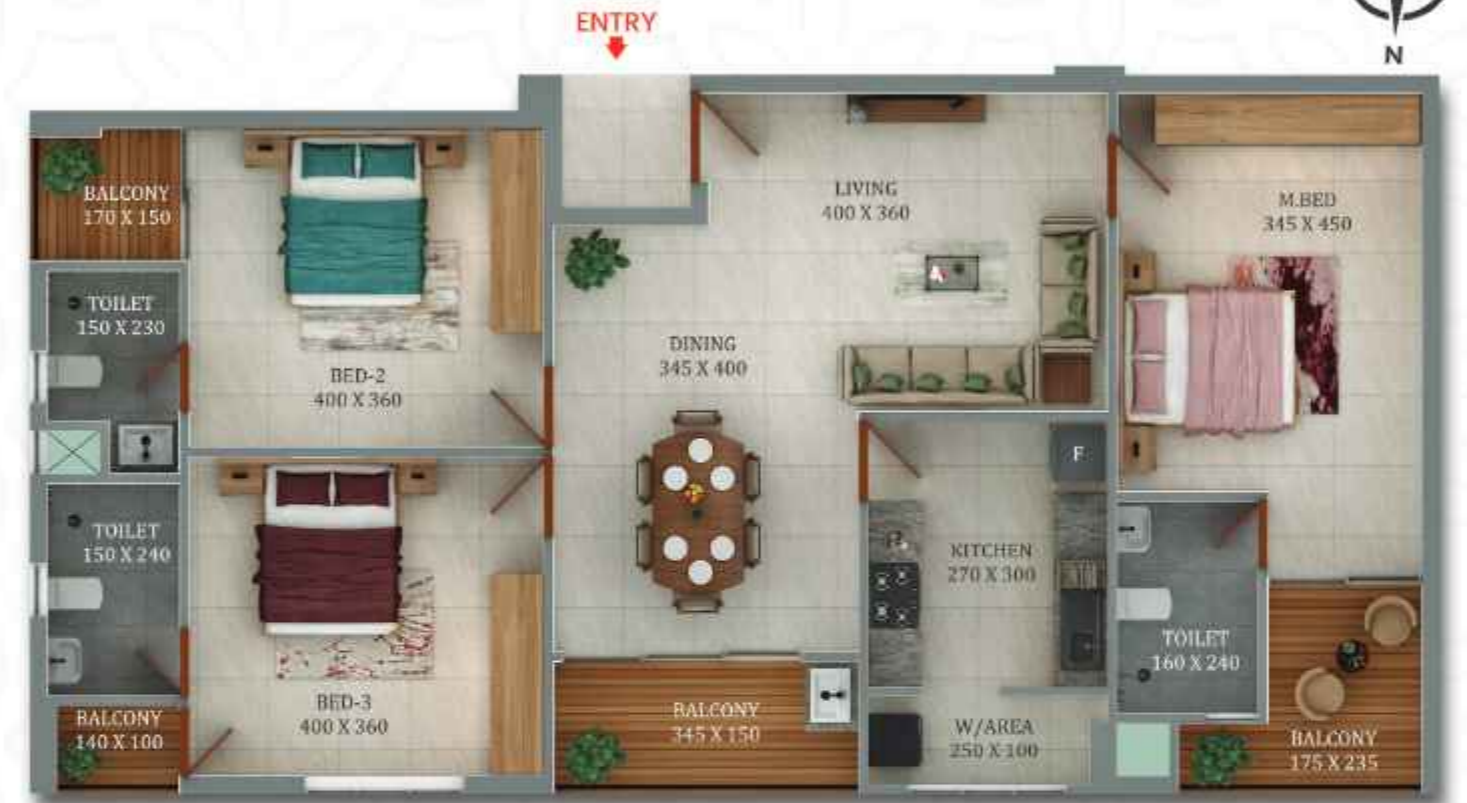 ENTRY
N
BALCONY
170 X 150
LIVING
400 X 360
M.BED
345 X 450
TOILET
150 X 230
DINING
345 X 400
BED-2
400 X 360
F
TOILET
150 X 240
KITCHEN
270 X 300
TOILET
160 X 240
BED-3
400 X 360
BALCONY
140 X 100
BALCONY
345 X 150
W/AREA
250 X 100
BALCONY
175 X 235